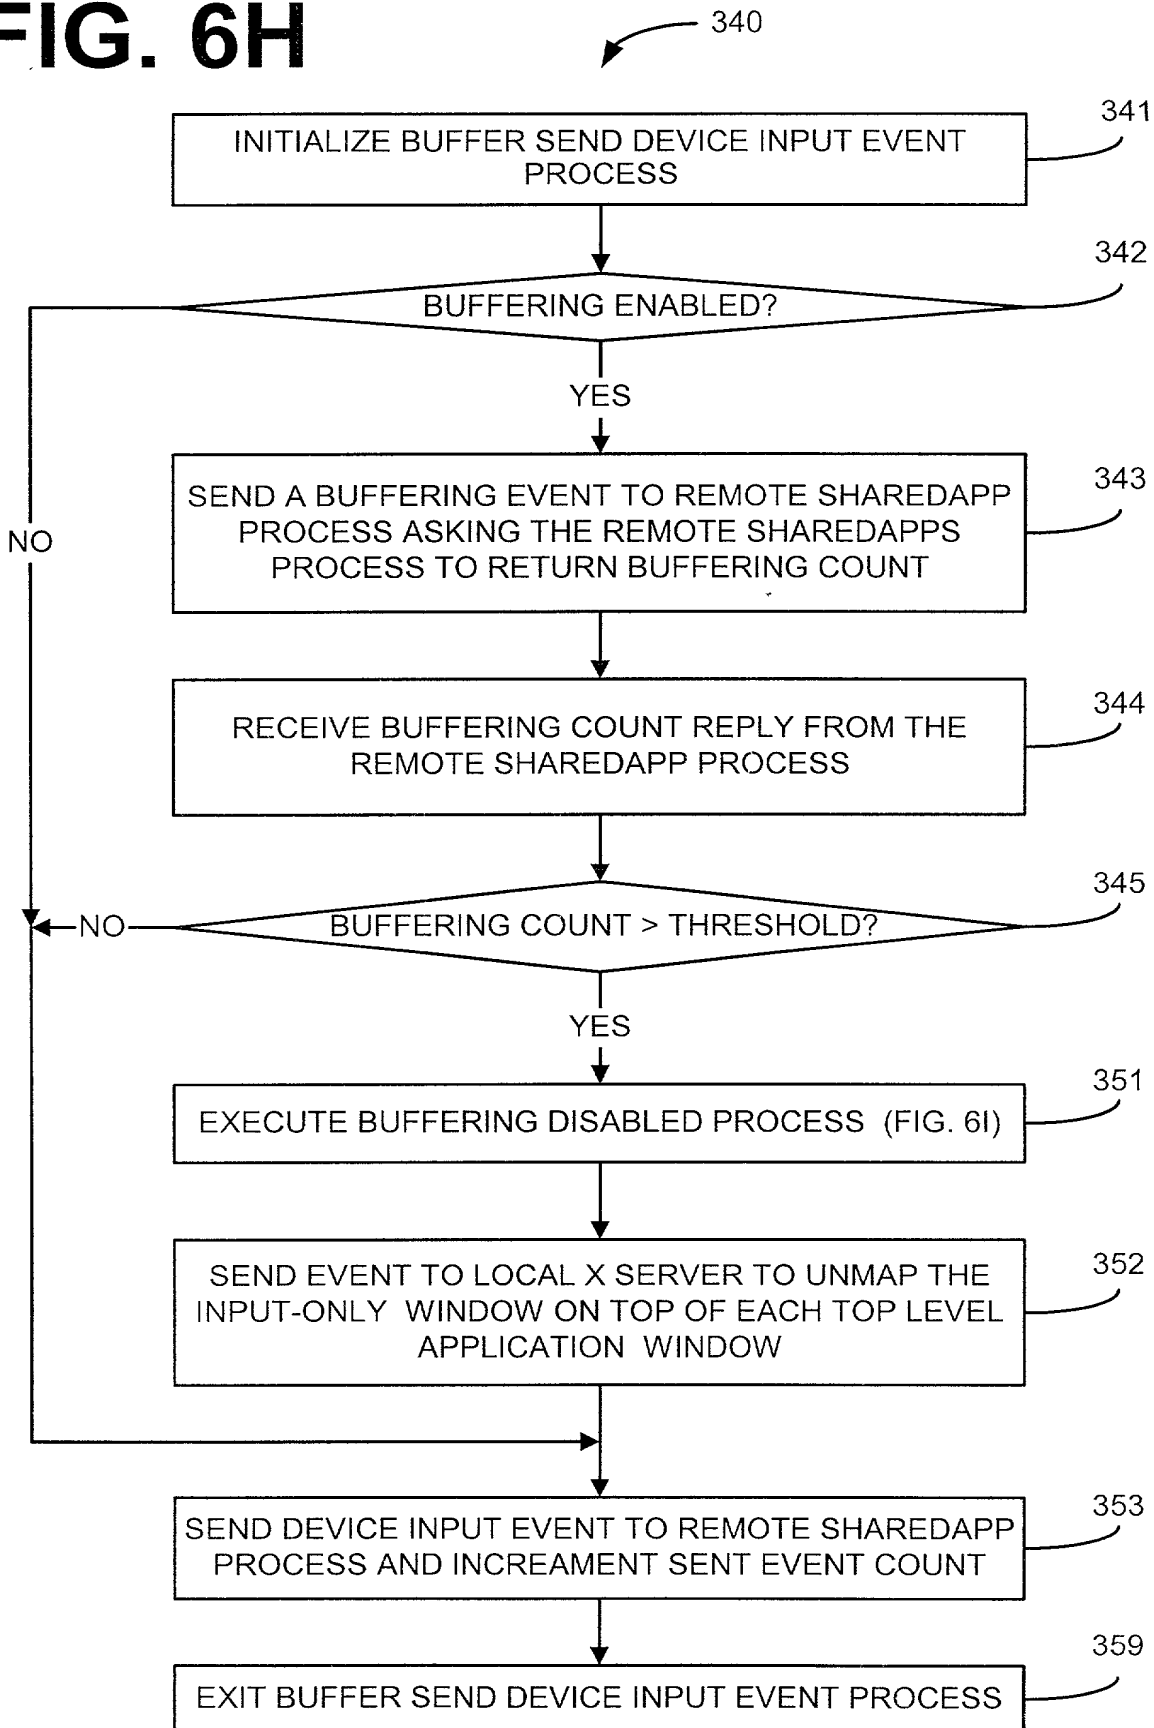 FIG. 6H
340
341
INITIALIZE BUFFER SEND DEVICE INPUT EVENT
PROCESS
342
BUFFERING ENABLED?
YES
343
SEND A BUFFERING EVENT TO REMOTE SHAREDAPP
PROCESS ASKING THE REMOTE SHAREDAPPS
PROCESS TO RETURN BUFFERING COUNT
NO
344
RECEIVE BUFFERING COUNT REPLY FROM THE
REMOTE SHAREDAPP PROCESS
345
BUFFERING COUNT > THRESHOLD?
NO
YES
351
EXECUTE BUFFERING DISABLED PROCESS (FIG. 6I)
352
SEND EVENT TO LOCAL X SERVER TO UNMAP THE
INPUT-ONLY WINDOW ON TOP OF EACH TOP LEVEL
APPLICATION WINDOW
353
SEND DEVICE INPUT EVENT TO REMOTE SHAREDAPP
PROCESS AND INCREAMENT SENT EVENT COUNT
359
EXIT BUFFER SEND DEVICE INPUT EVENT PROCESS